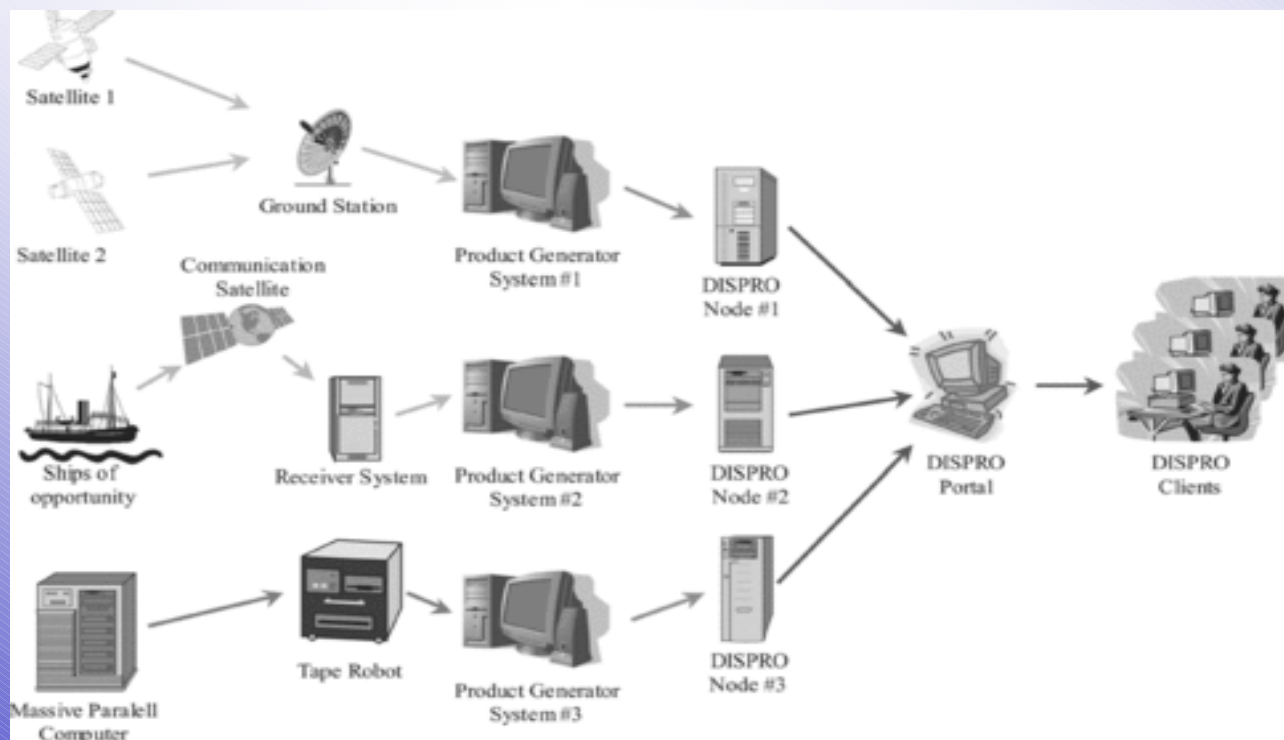 Satellite 1
Ground Station
Satellite 2
Product Generator
System #1
DISPRO
Node #1
Communication
Satellite
Ships of
opportunity
Receiver System
Product Generator
System #2
DISPRO
Node #2
DISPRO
Portal
DISPRO
Clients
Massive Paralell
Computer
Tape Robot
Product Generator
System #3
DISPRO
Node #3